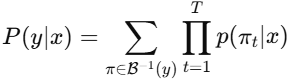 P(y|x) = \sum_{\pi \in \mathcal{B}^{-1}(y)} \prod_{t=1}^{T} p(\pi_t|x)